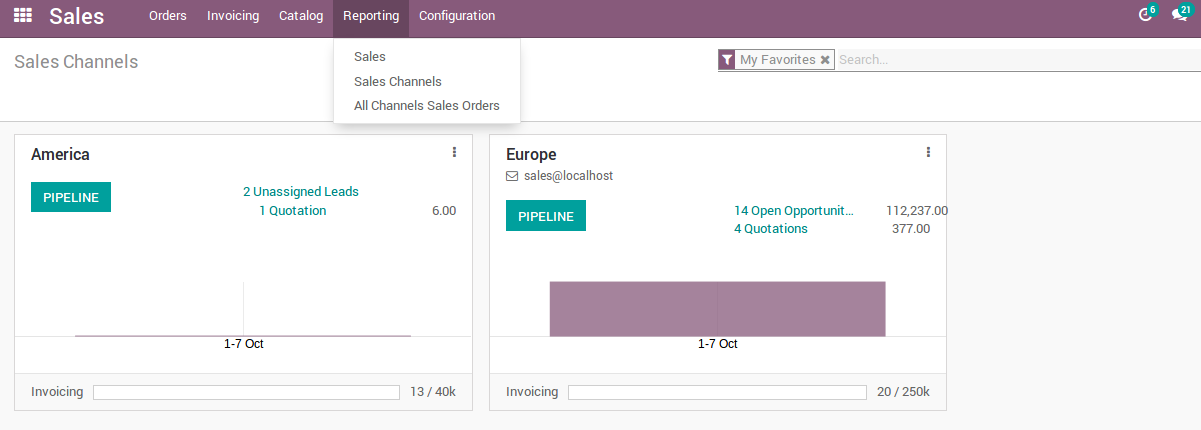 Sales Orders Invoicing Catalog Reporting Configuration 6 21
Sales Channels
My Favorites Search...
Sales
Sales Channels
All Channels Sales Orders
America
PIPELINE
2 Unassigned Leads
1 Quotation 6.00
1-7 Oct
Invoicing 13 / 40k
Europe
sales@localhost
PIPELINE
14 Open Opportunit... 112,237.00
4 Quotations 377.00
1-7 Oct
Invoicing 20 / 250k